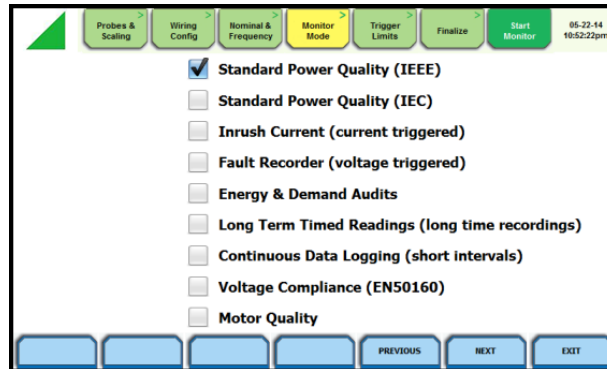 Probes &
Scaling
>
Wiring
Config
>
Nominal &
Frequency
>
Monitor
Mode
>
Trigger
Limits
>
Finalize
>
Start
Monitor
05-22-14
10:52:22pm
Standard Power Quality (IEEE)
Standard Power Quality (IEC)
Inrush Current (current triggered)
Fault Recorder (voltage triggered)
Energy & Demand Audits
Long Term Timed Readings (long time recordings)
Continuous Data Logging (short intervals)
Voltage Compliance (EN50160)
Motor Quality
PREVIOUS
NEXT
EXIT